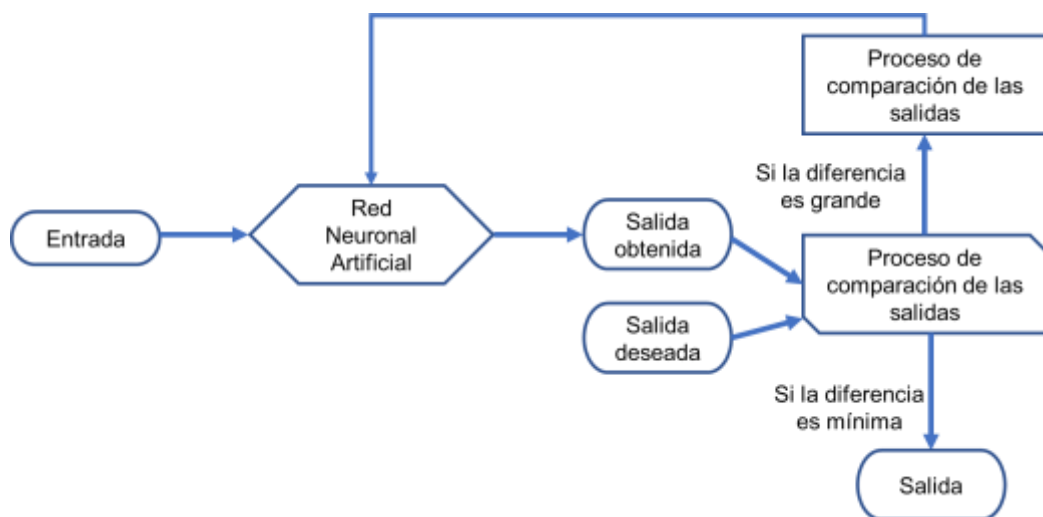 Proceso de
comparación de las
salidas
Si la diferencia
es grande
Entrada
Red
Neuronal
Artificial
Salida
obtenida
Proceso de
comparación de las
salidas
Salida
deseada
Si la diferencia
es mínima
Salida